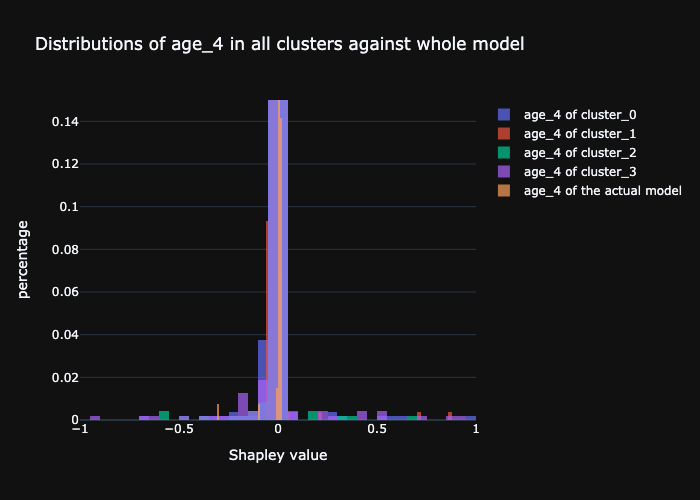 Distributions of age_4 in all clusters against whole model
percentage
0.14
0.12
0.1
0.08
0.06
0.04
0.02
0
−1
−0.5
0
0.5
1
Shapley value
age_4 of cluster_0
age_4 of cluster_1
age_4 of cluster_2
age_4 of cluster_3
age_4 of the actual model